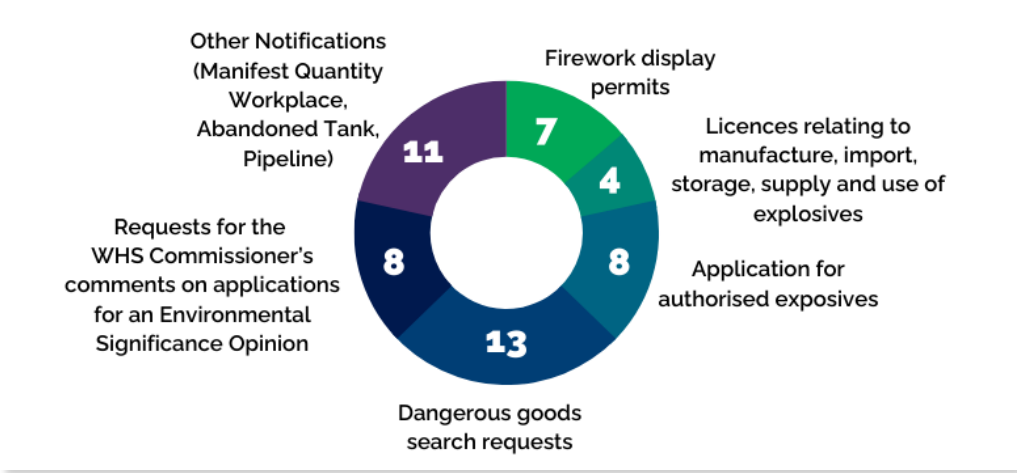 Other Notifications
(Manifest Quantity
Workplace,
Abandoned Tank,
Pipeline)
11
Firework display
permits
7
Licences relating to
manufacture, import,
storage, supply and use of
explosives
4
Application for
authorised exposives
8
Dangerous goods
search requests
13
Requests for the
WHS Commissioner's
comments on applications
for an Environmental
Significance Opinion
8